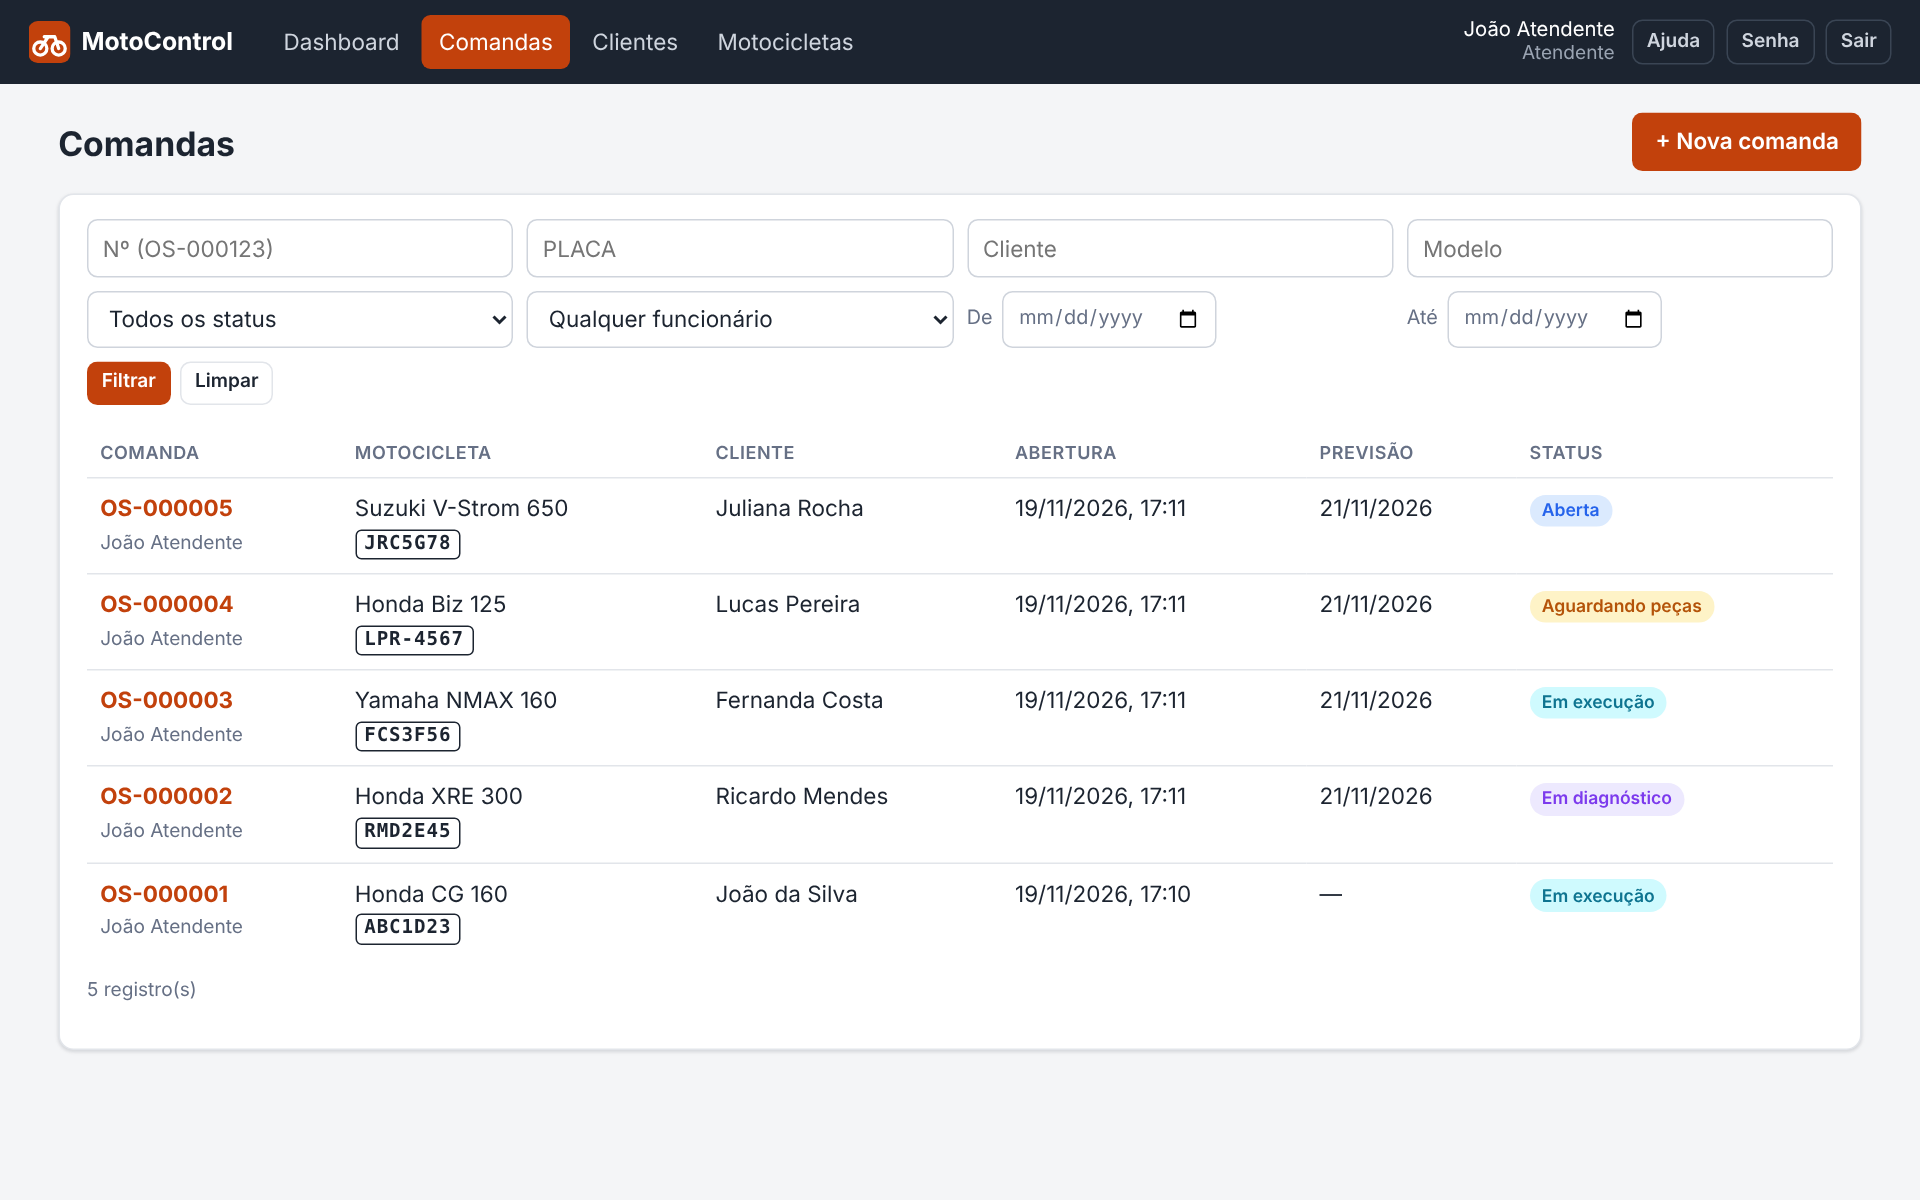 MotoControl
Dashboard
Comandas
Clientes
Motocicletas
João Atendente
Atendente
Ajuda
Senha
Sair
Comandas
+ Nova comanda
Nº (OS-000123)
PLACA
Cliente
Modelo
Todos os status
Qualquer funcionário
De mm/dd/yyyy
Até mm/dd/yyyy
Filtrar
Limpar
COMANDA MOTOCICLETA CLIENTE ABERTURA PREVISÃO STATUS
OS-000005 Suzuki V-Strom 650 Juliana Rocha 19/11/2026, 17:11 21/11/2026 Aberta
João Atendente JRC5G78
OS-000004 Honda Biz 125 Lucas Pereira 19/11/2026, 17:11 21/11/2026 Aguardando peças
João Atendente LPR-4567
OS-000003 Yamaha NMAX 160 Fernanda Costa 19/11/2026, 17:11 21/11/2026 Em execução
João Atendente FCS3F56
OS-000002 Honda XRE 300 Ricardo Mendes 19/11/2026, 17:11 21/11/2026 Em diagnóstico
João Atendente RMD2E45
OS-000001 Honda CG 160 João da Silva 19/11/2026, 17:10 — Em execução
João Atendente ABC1D23
5 registro(s)